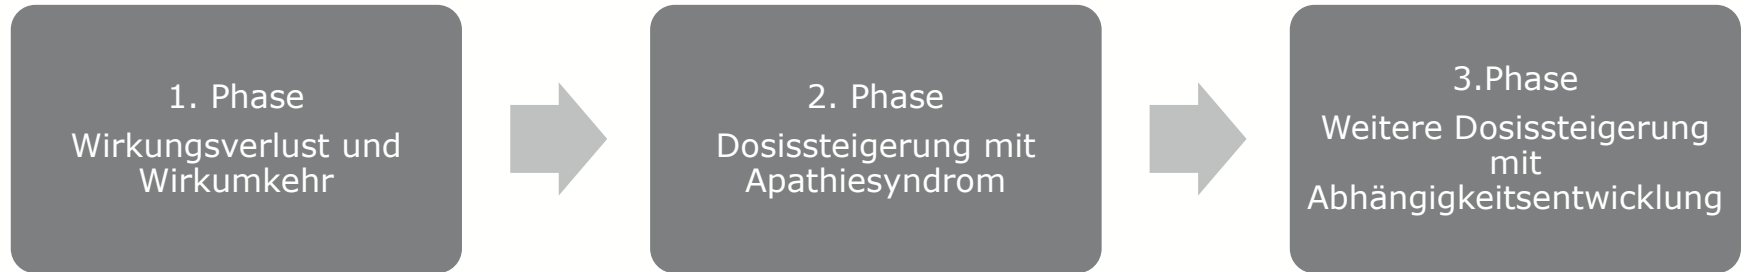 1. Phase
Wirkungsverlust und
Wirkumkehr
2. Phase
Dosissteigerung mit
Apathiesyndrom
3.Phase
Weitere Dosissteigerung
mit
Abhängigkeitsentwicklung